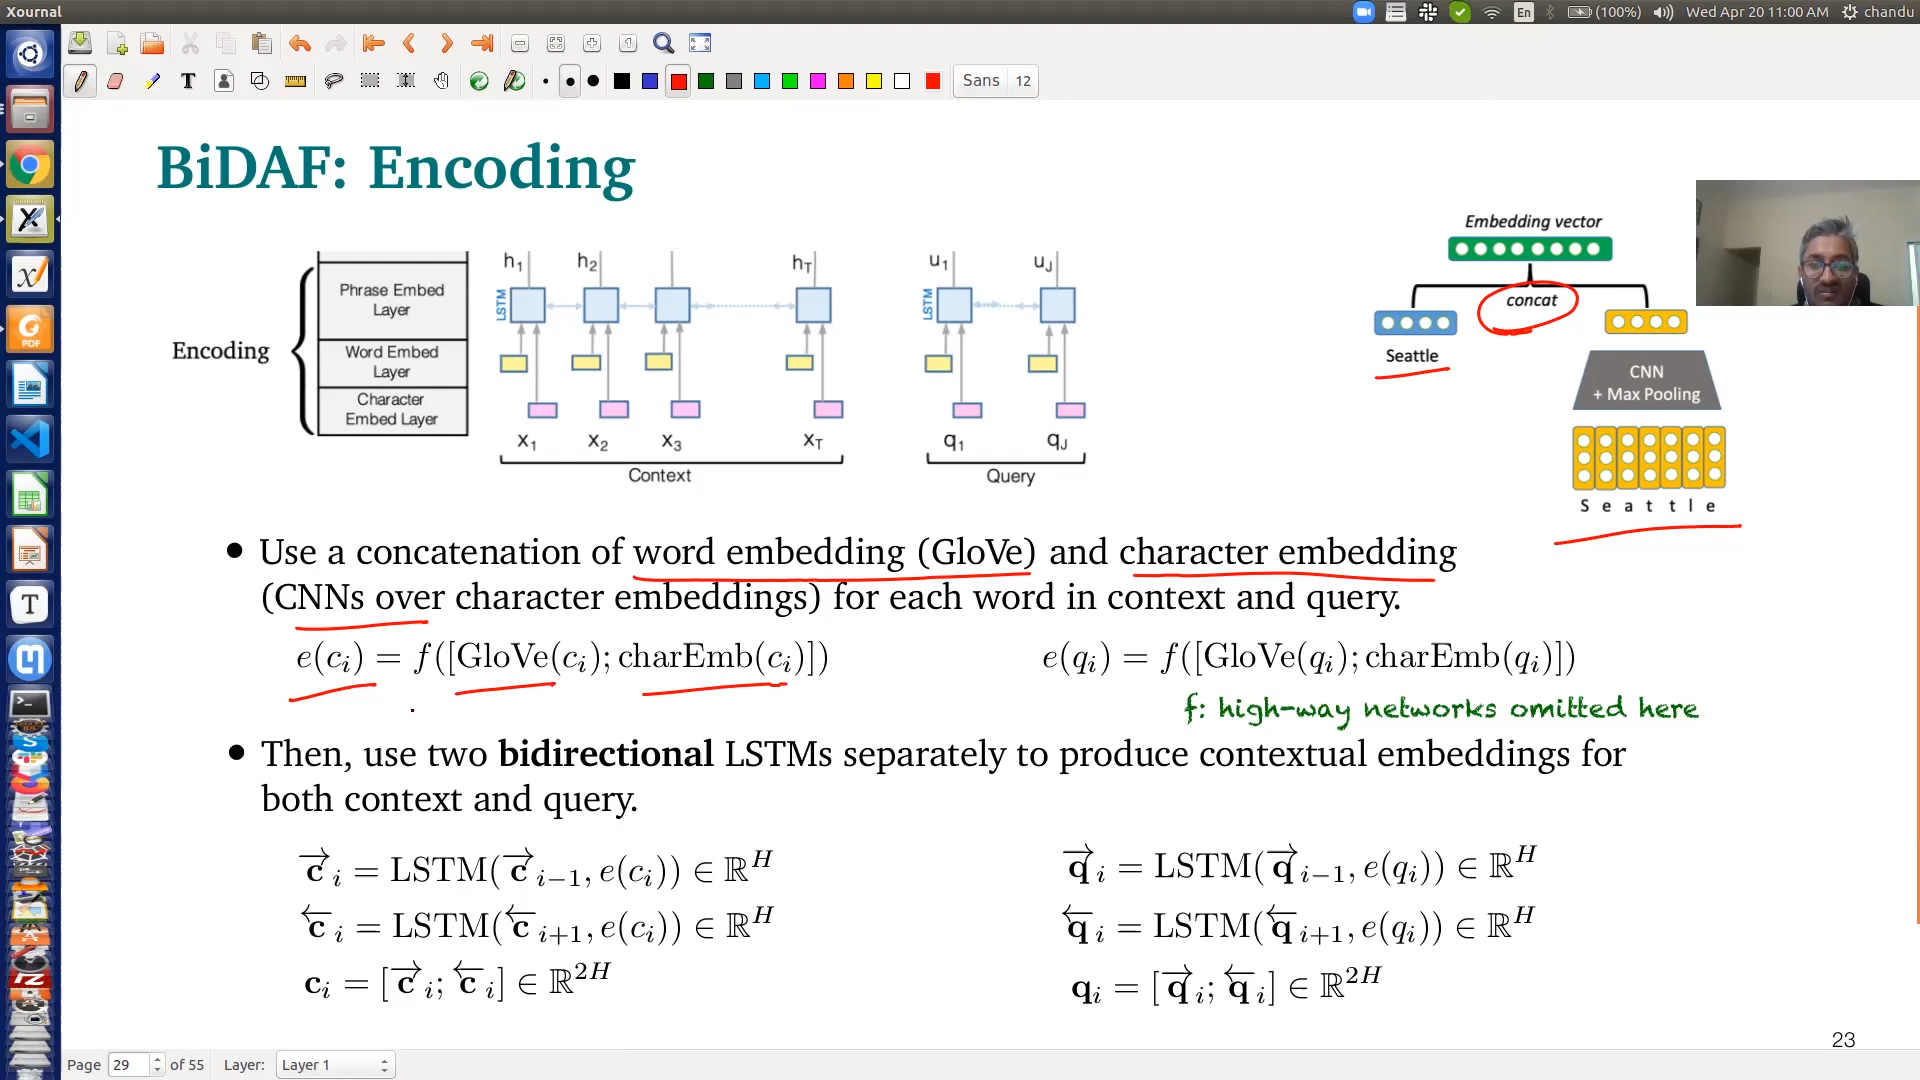 Xournal
En
(100%)
Wed Apr 20 11:00 AM
chandu
Sans 12
BiDAF: Encoding
Encoding
Phrase Embed
Layer
Word Embed
Layer
Character
Embed Layer
LSTM
h1 h2 hT
x1 x2 x3 xT
Context
LSTM
u1 uJ
q1 qJ
Query
Embedding vector
concat
Seattle
CNN
+ Max Pooling
S e a t t l e
• Use a concatenation of word embedding (GloVe) and character embedding
(CNNs over character embeddings) for each word in context and query.
e(cᵢ) = f([GloVe(cᵢ); charEmb(cᵢ)])
e(qᵢ) = f([GloVe(qᵢ); charEmb(qᵢ)])
f: high-way networks omitted here
• Then, use two bidirectional LSTMs separately to produce contextual embeddings for
both context and query.
→c ᵢ = LSTM(→c ᵢ₋₁, e(cᵢ)) ∈ ℝᴴ
→q ᵢ = LSTM(→q ᵢ₋₁, e(qᵢ)) ∈ ℝᴴ
←c ᵢ = LSTM(←c ᵢ₊₁, e(cᵢ)) ∈ ℝᴴ
←q ᵢ = LSTM(←q ᵢ₊₁, e(qᵢ)) ∈ ℝᴴ
cᵢ = [→c ᵢ; ←c ᵢ] ∈ ℝ²ᴴ
qᵢ = [→q ᵢ; ←q ᵢ] ∈ ℝ²ᴴ
23
Page 29 of 55 Layer: Layer 1
PDF
T